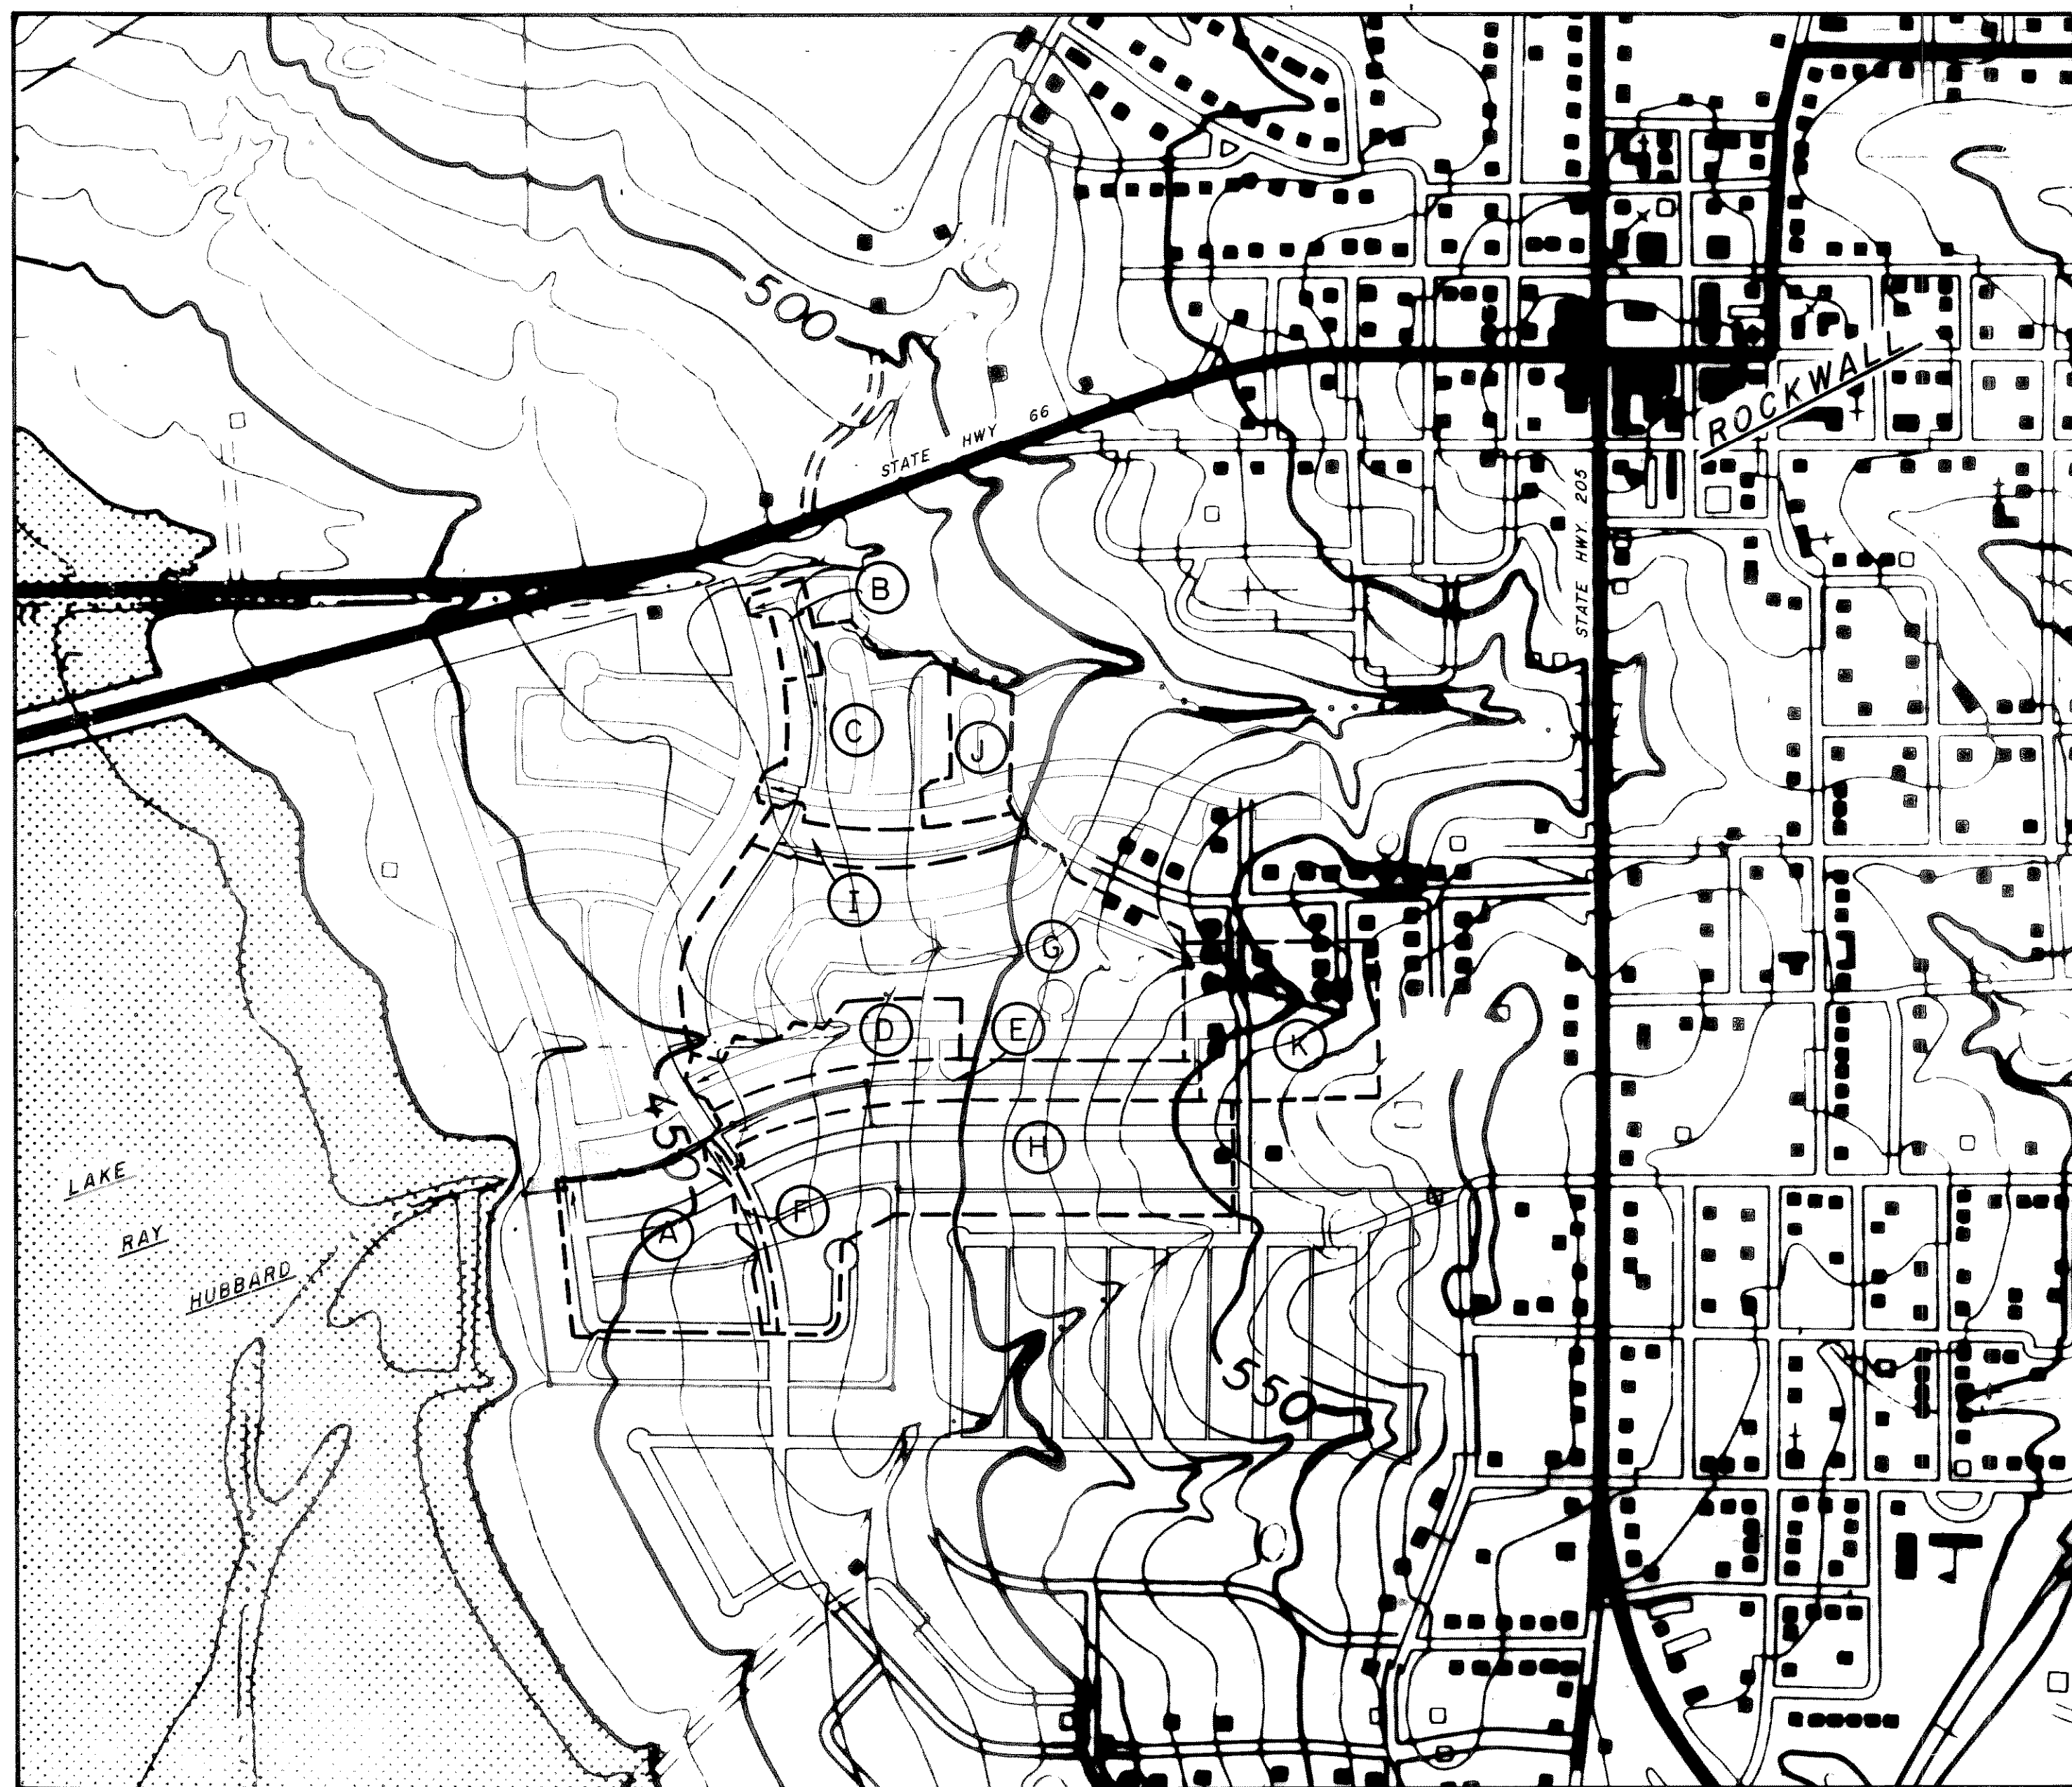 500
STATE HWY 66
ROCKWALL
STATE HWY. 205
B
C
J
I
G
D
E
K
450
H
A
F
LAKE
RAY
HUBBARD
550